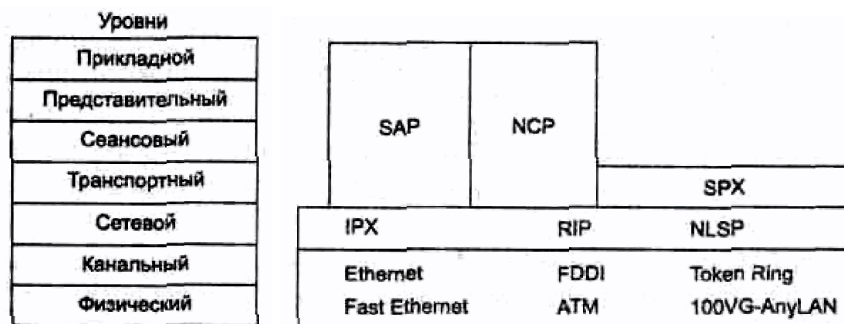 Уровни
Прикладной
Представительный
Сеансовый
Транспортный
Сетевой
Канальный
Физический
SAP NCP
SPX
IPX RIP NLSP
Ethernet FDDI Token Ring
Fast Ethernet ATM 100VG-AnyLAN